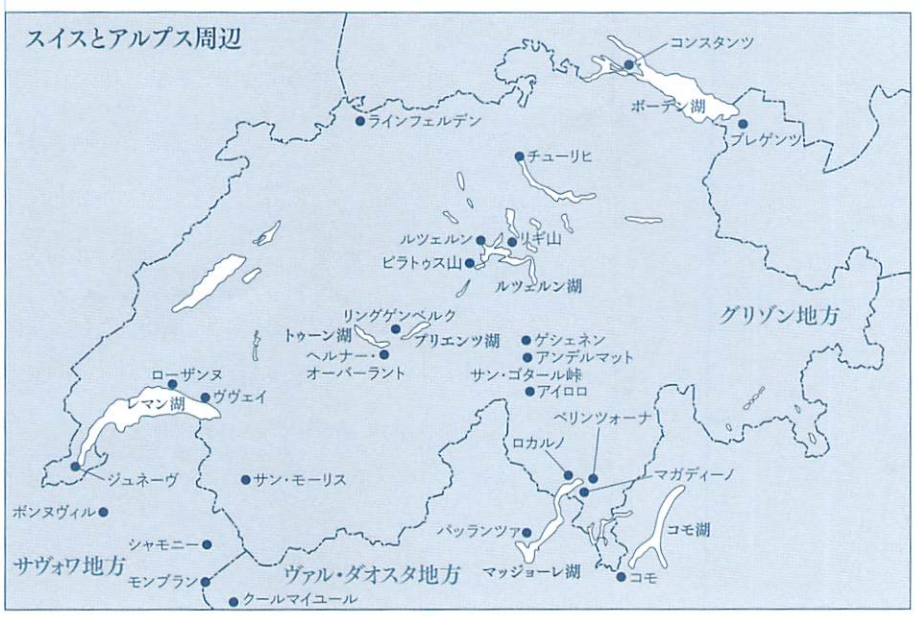 スイスとアルプス周辺
コンスタンツ
ボーデン湖
ラインフェルデン
ブレゲンツ
チューリヒ
ルツェルン
リギ山
ピラトゥス山
ルツェルン湖
リングゲンベルク
グリゾン地方
トゥーン湖
ブリエンツ湖
ゲシェネン
ヘルナー・
オーバーラント
アンデルマット
サン・ゴタール峠
ローザンヌ
アイロロ
ヴヴェイ
レマン湖
ベリンツォーナ
ロカルノ
ジュネーヴ
サン・モーリス
マガディーノ
ボンヌヴィル
パッランツァ
コモ湖
シャモニー
サヴォワ地方
モンブラン
ヴァル・ダオスタ地方
マッジョーレ湖
コモ
クールマイユール